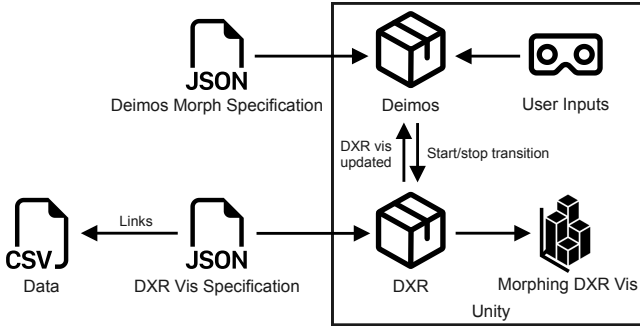 JSON
Deimos Morph Specification
Deimos
User Inputs
DXR vis
updated
Start/stop transition
Links
CSV
Data
JSON
DXR Vis Specification
DXR
Morphing DXR Vis
Unity